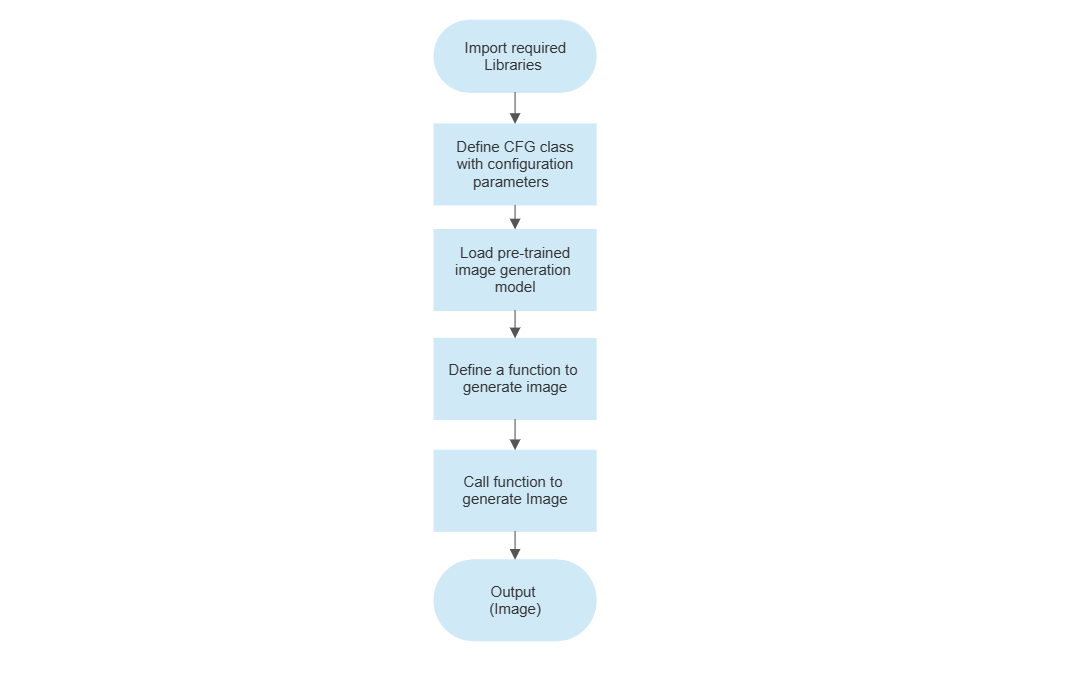 Import required
Libraries
Define CFG class
with configuration
parameters
Load pre-trained
image generation
model
Define a function to
generate image
Call function to
generate Image
Output
(Image)